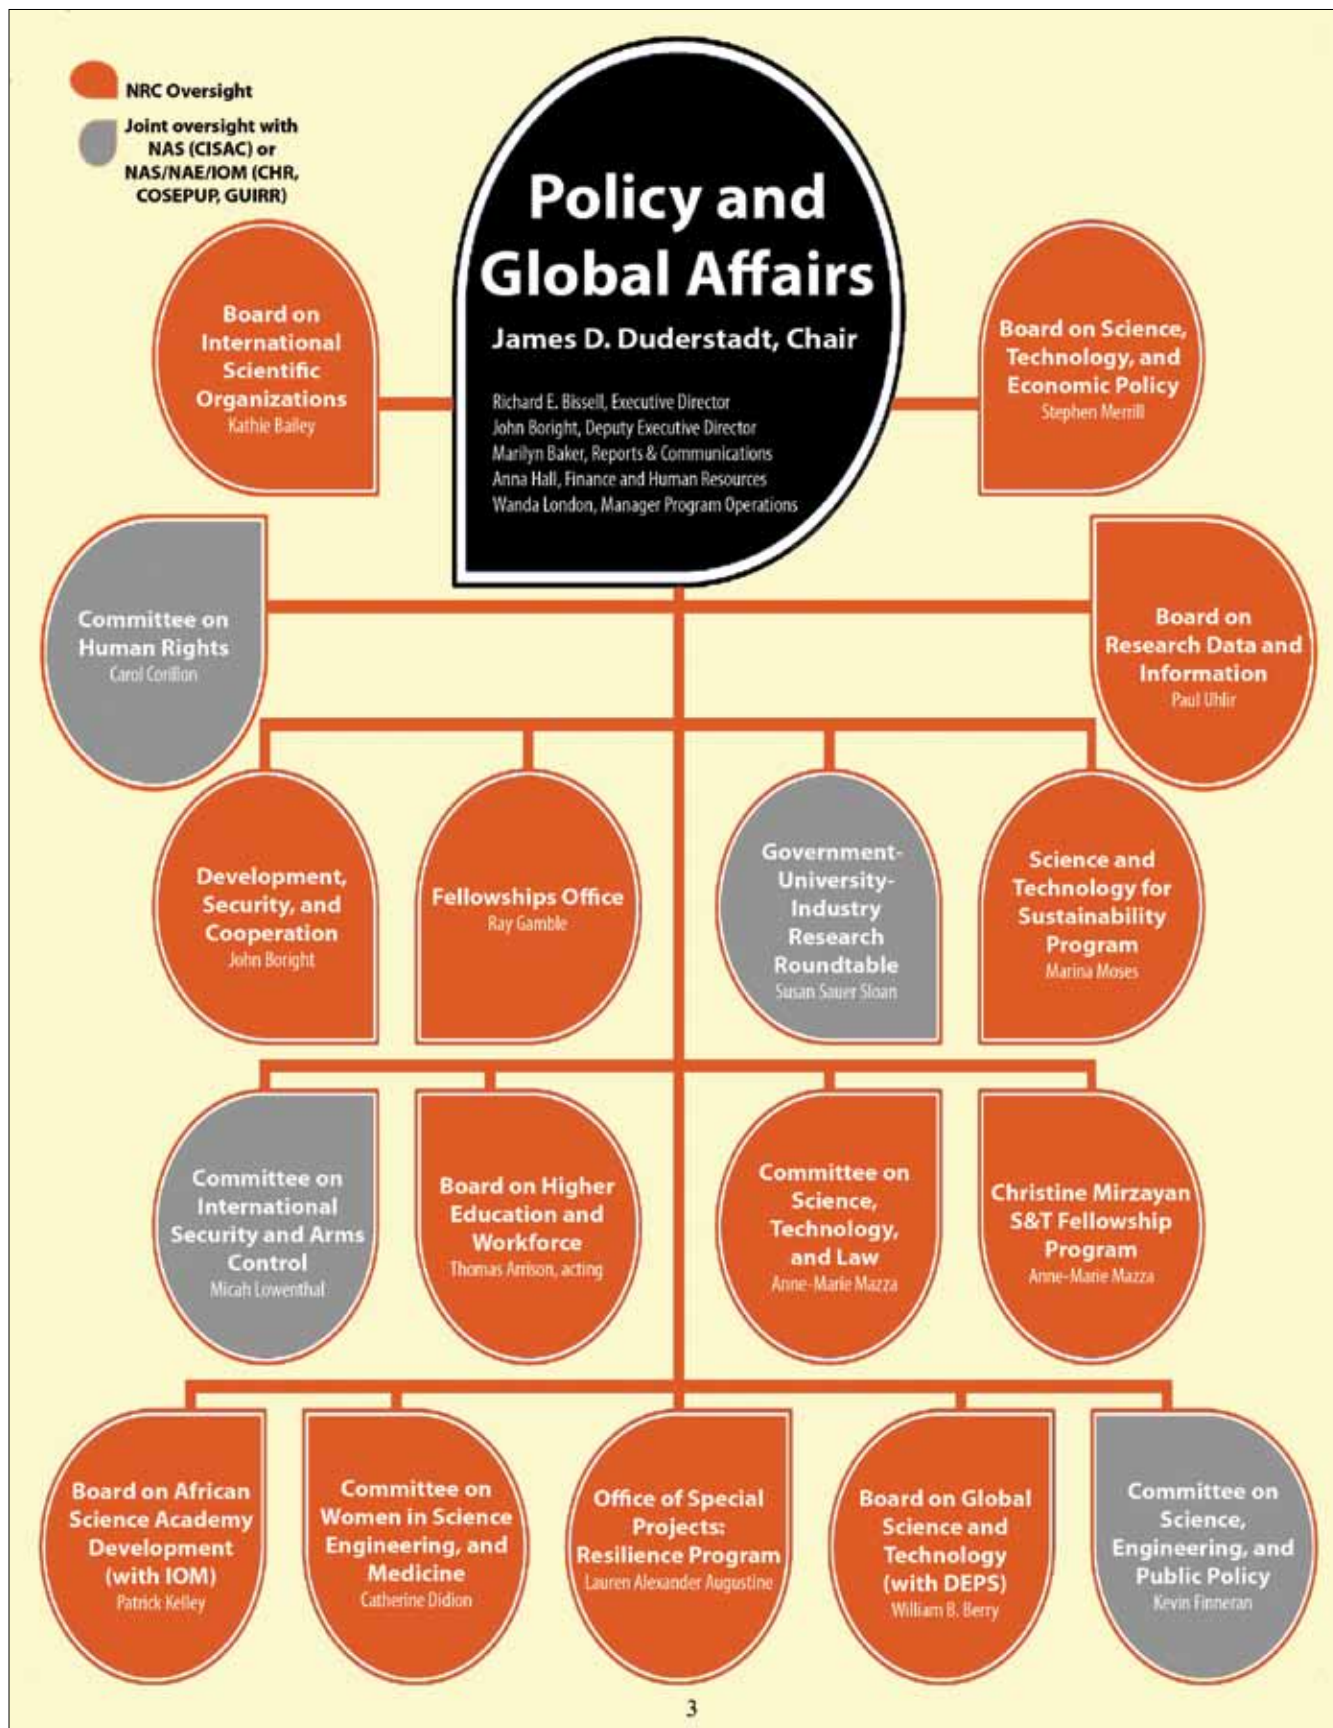 NRC Oversight
Joint oversight with
NAS (CISAC) or
NAS/NAE/IOM (CHR,
COSEPUP, GUIRR)
Policy and
Global Affairs
James D. Duderstadt, Chair
Richard E. Bissell, Executive Director
John Boright, Deputy Executive Director
Marilyn Baker, Reports & Communications
Anna Hall, Finance and Human Resources
Wanda London, Manager Program Operations
Board on
International
Scientific
Organizations
Kathie Bailey
Board on Science,
Technology, and
Economic Policy
Stephen Merrill
Committee on
Human Rights
Carol Corillon
Board on
Research Data and
Information
Paul Uhlir
Development,
Security, and
Cooperation
John Boright
Fellowships Office
Ray Gamble
Government-
University-
Industry
Research
Roundtable
Susan Sauer Sloan
Science and
Technology for
Sustainability
Program
Marina Moses
Committee on
International
Security and Arms
Control
Micah Lowenthal
Board on Higher
Education and
Workforce
Thomas Arrison, acting
Committee on
Science,
Technology,
and Law
Anne-Marie Mazza
Christine Mirzayan
S&T Fellowship
Program
Anne-Marie Mazza
Board on African
Science Academy
Development
(with IOM)
Patrick Kelley
Committee on
Women in Science
Engineering, and
Medicine
Catherine Didion
Office of Special
Projects:
Resilience Program
Lauren Alexander Augustine
Board on Global
Science and
Technology
(with DEPS)
William B. Berry
Committee on
Science,
Engineering, and
Public Policy
Kevin Finneran
3